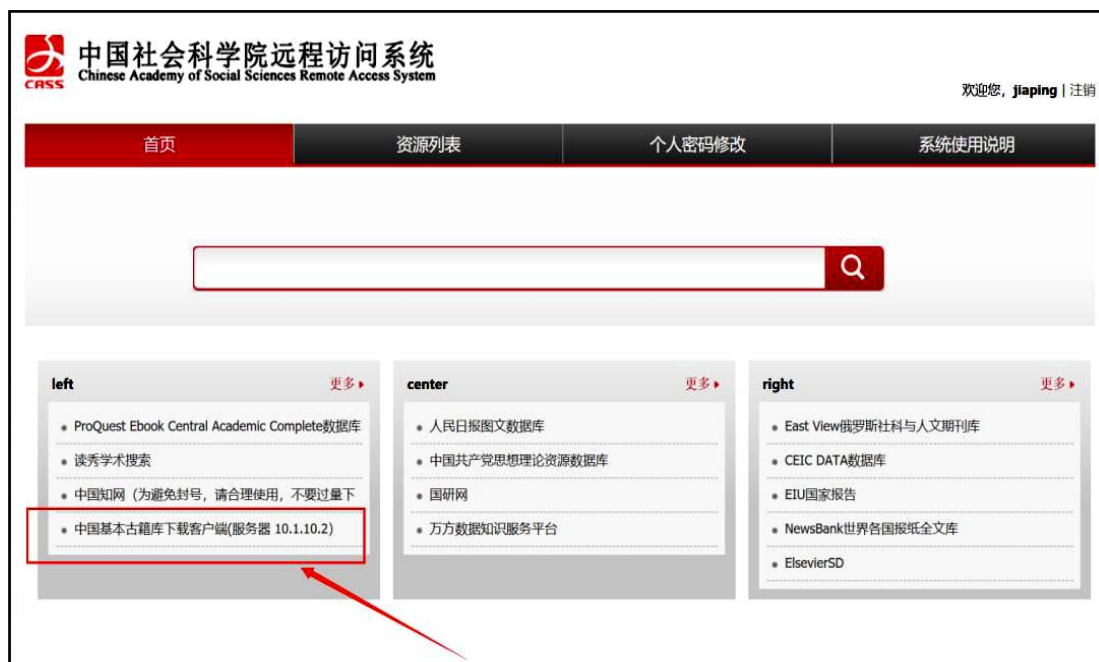 中国社会科学院远程访问系统
Chinese Academy of Social Sciences Remote Access System
CASS
欢迎您，jiaping | 注销
首页 资源列表 个人密码修改 系统使用说明
left 更多
ProQuest Ebook Central Academic Complete数据库
读秀学术搜索
中国知网（为避免封号，请合理使用，不要过量下
中国基本古籍库下载客户端(服务器 10.1.10.2)
center 更多
人民日报图文数据库
中国共产党思想理论资源数据库
国研网
万方数据知识服务平台
right 更多
East View俄罗斯社科与人文期刊库
CEIC DATA数据库
EIU国家报告
NewsBank世界各国报纸全文库
ElsevierSD